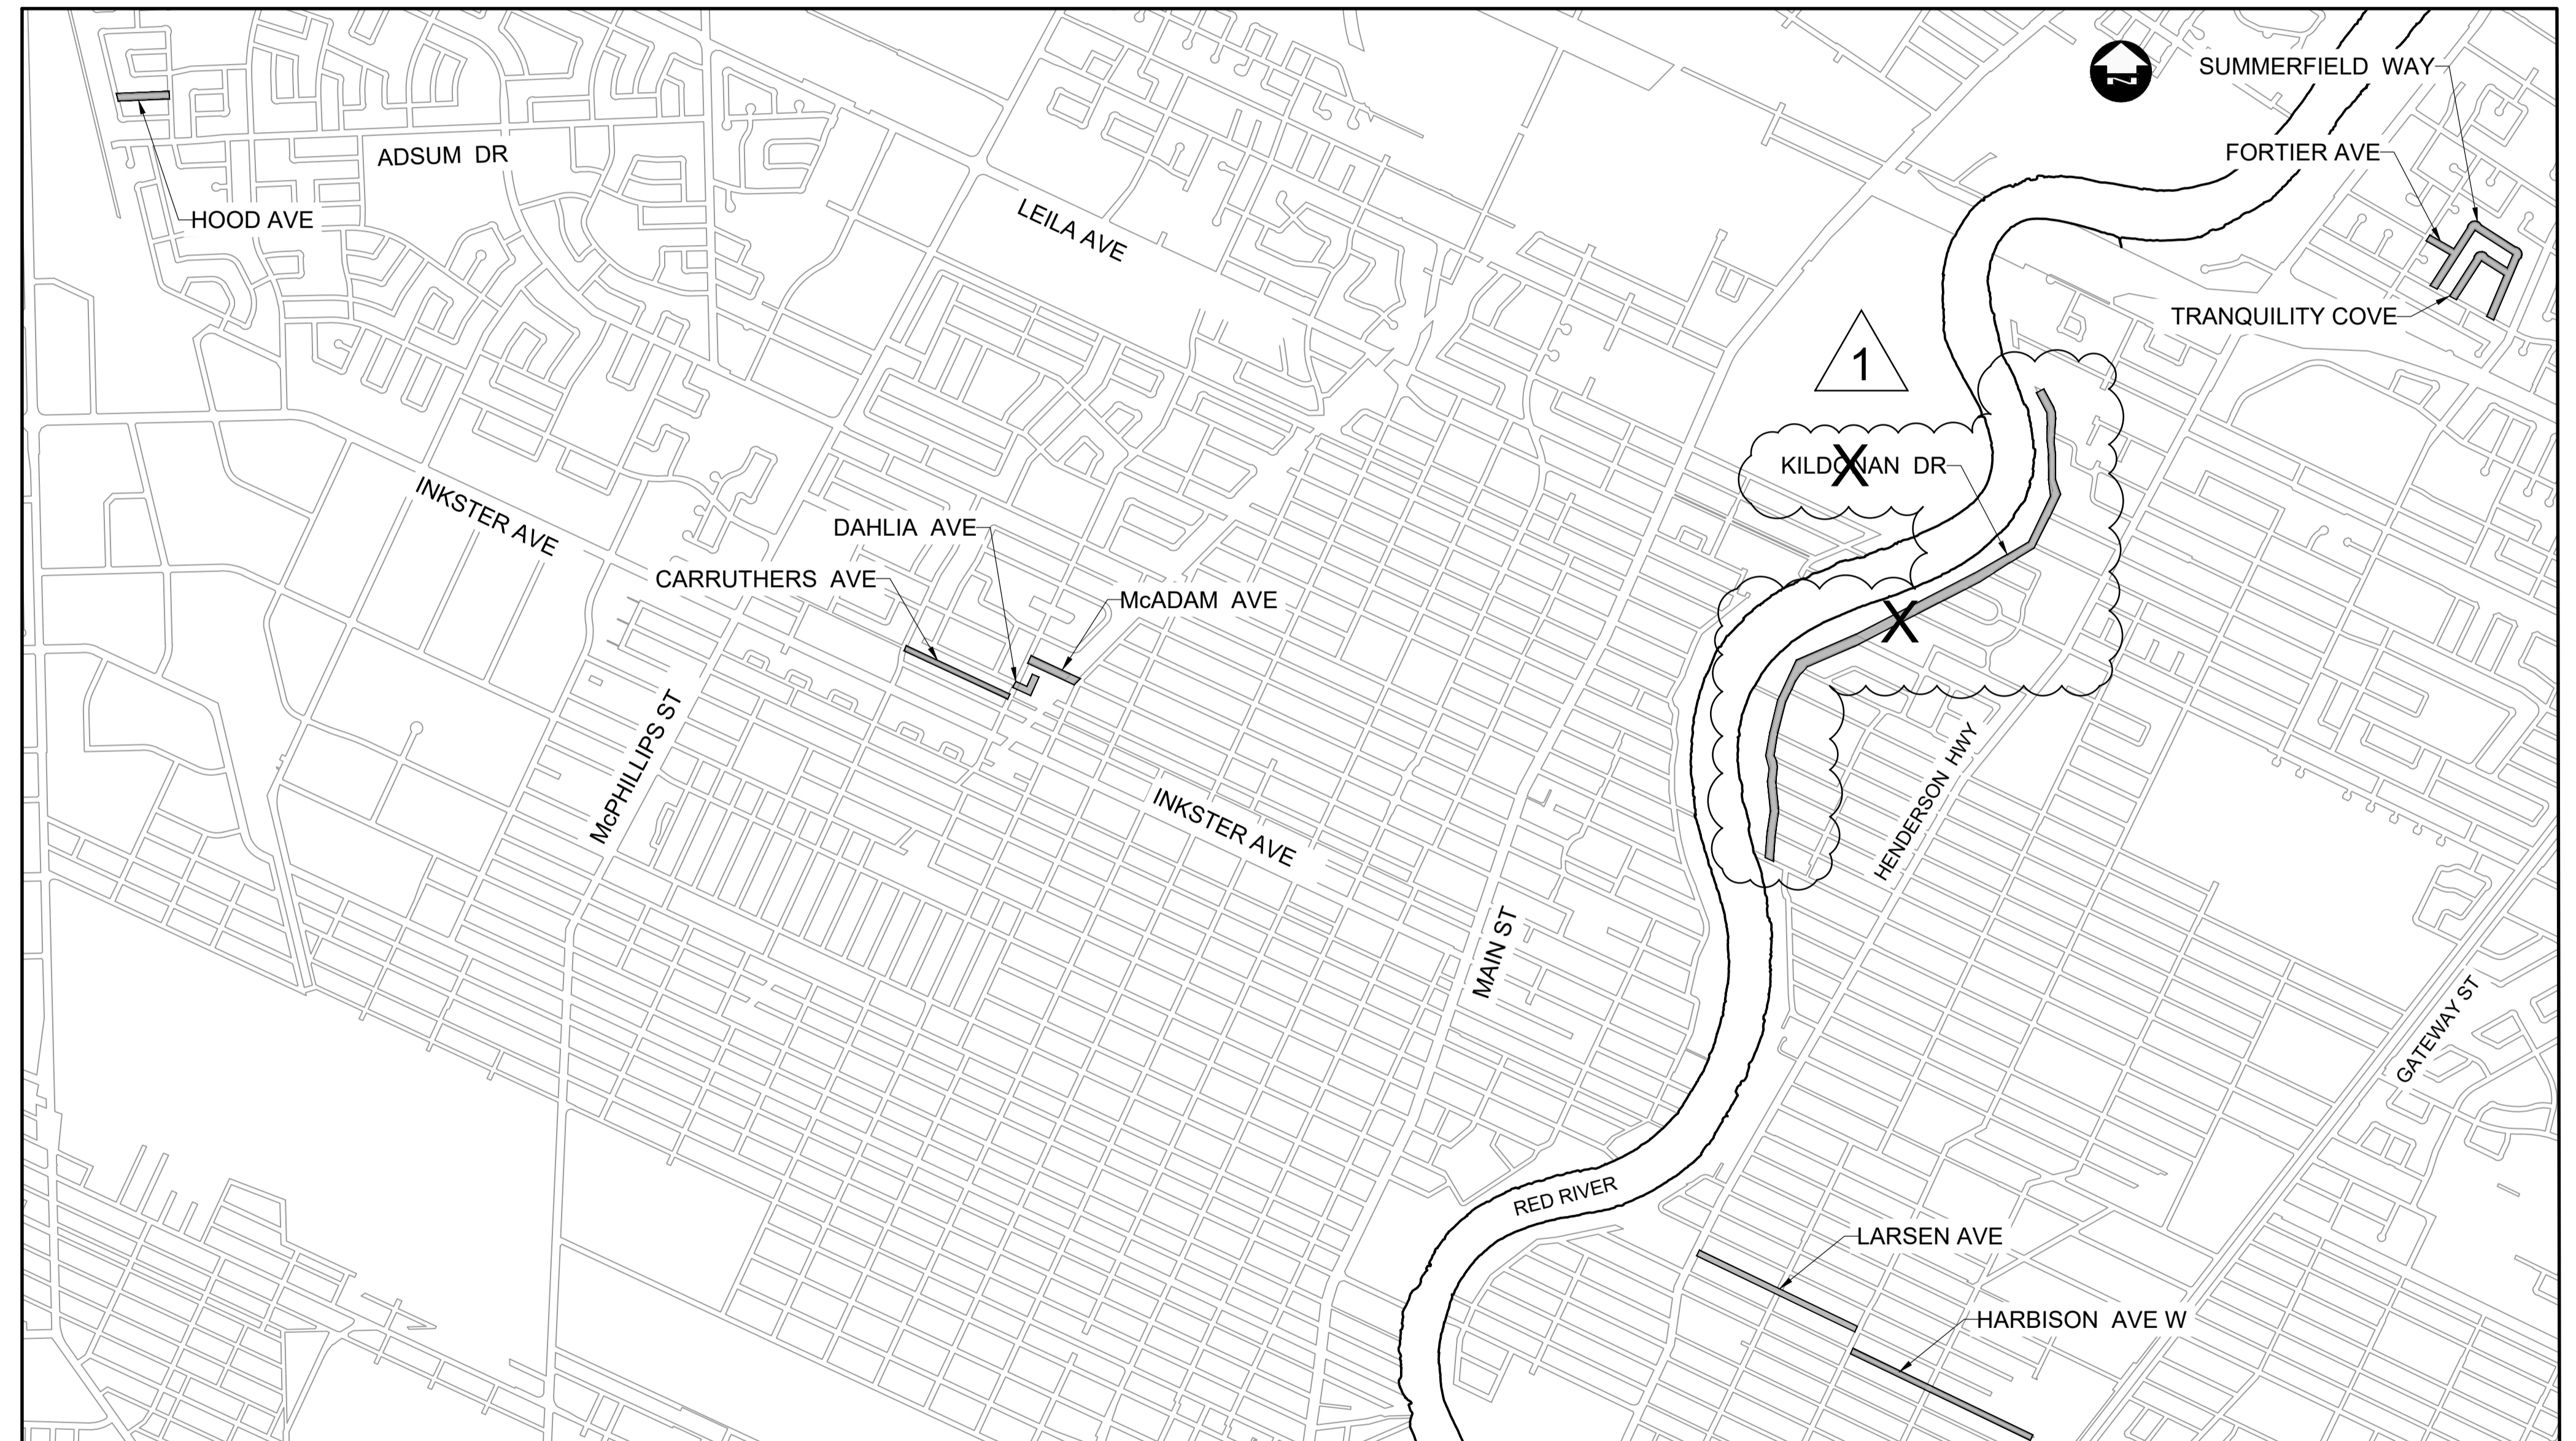 SUMMERFIELD WAY
N
FORTIER AVE
ADSUM DR
HOOD AVE
LEILA AVE
TRANQUILITY COVE
1
KILDONAN DR
X
INKSTER AVE
DAHLIA AVE
CARRUTHERS AVE
McADAM AVE
X
McPHILLIPS ST
HENDERSON HWY
INKSTER AVE
MAIN ST
GATEWAY ST
RED RIVER
LARSEN AVE
HARBISON AVE W